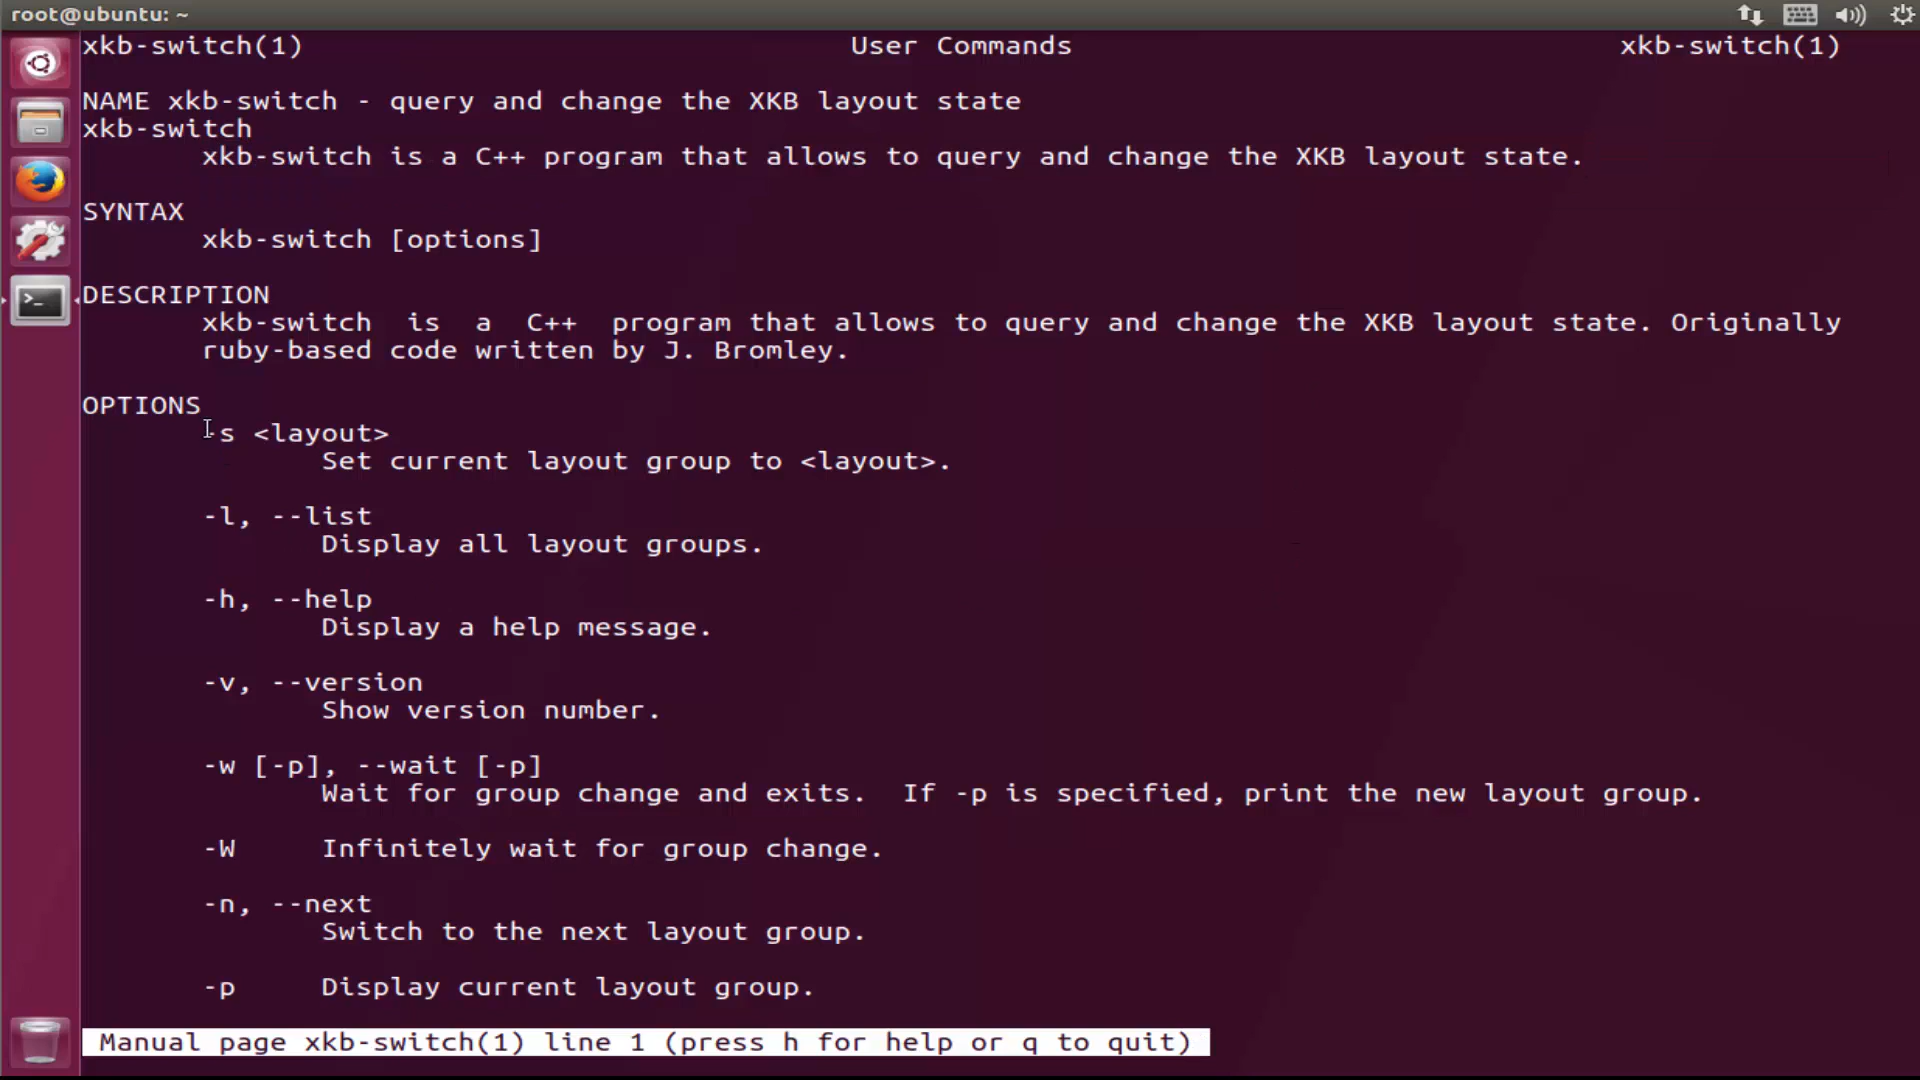 root@ubuntu: ~
xkb-switch(1) User Commands xkb-switch(1)
NAME xkb-switch - query and change the XKB layout state
xkb-switch
xkb-switch is a C++ program that allows to query and change the XKB layout state.
SYNTAX
xkb-switch [options]
DESCRIPTION
xkb-switch is a C++ program that allows to query and change the XKB layout state. Originally
ruby-based code written by J. Bromley.
OPTIONS
-s <layout>
Set current layout group to <layout>.
-l, --list
Display all layout groups.
-h, --help
Display a help message.
-v, --version
Show version number.
-w [-p], --wait [-p]
Wait for group change and exits. If -p is specified, print the new layout group.
-W Infinitely wait for group change.
-n, --next
Switch to the next layout group.
-p Display current layout group.
Manual page xkb-switch(1) line 1 (press h for help or q to quit)